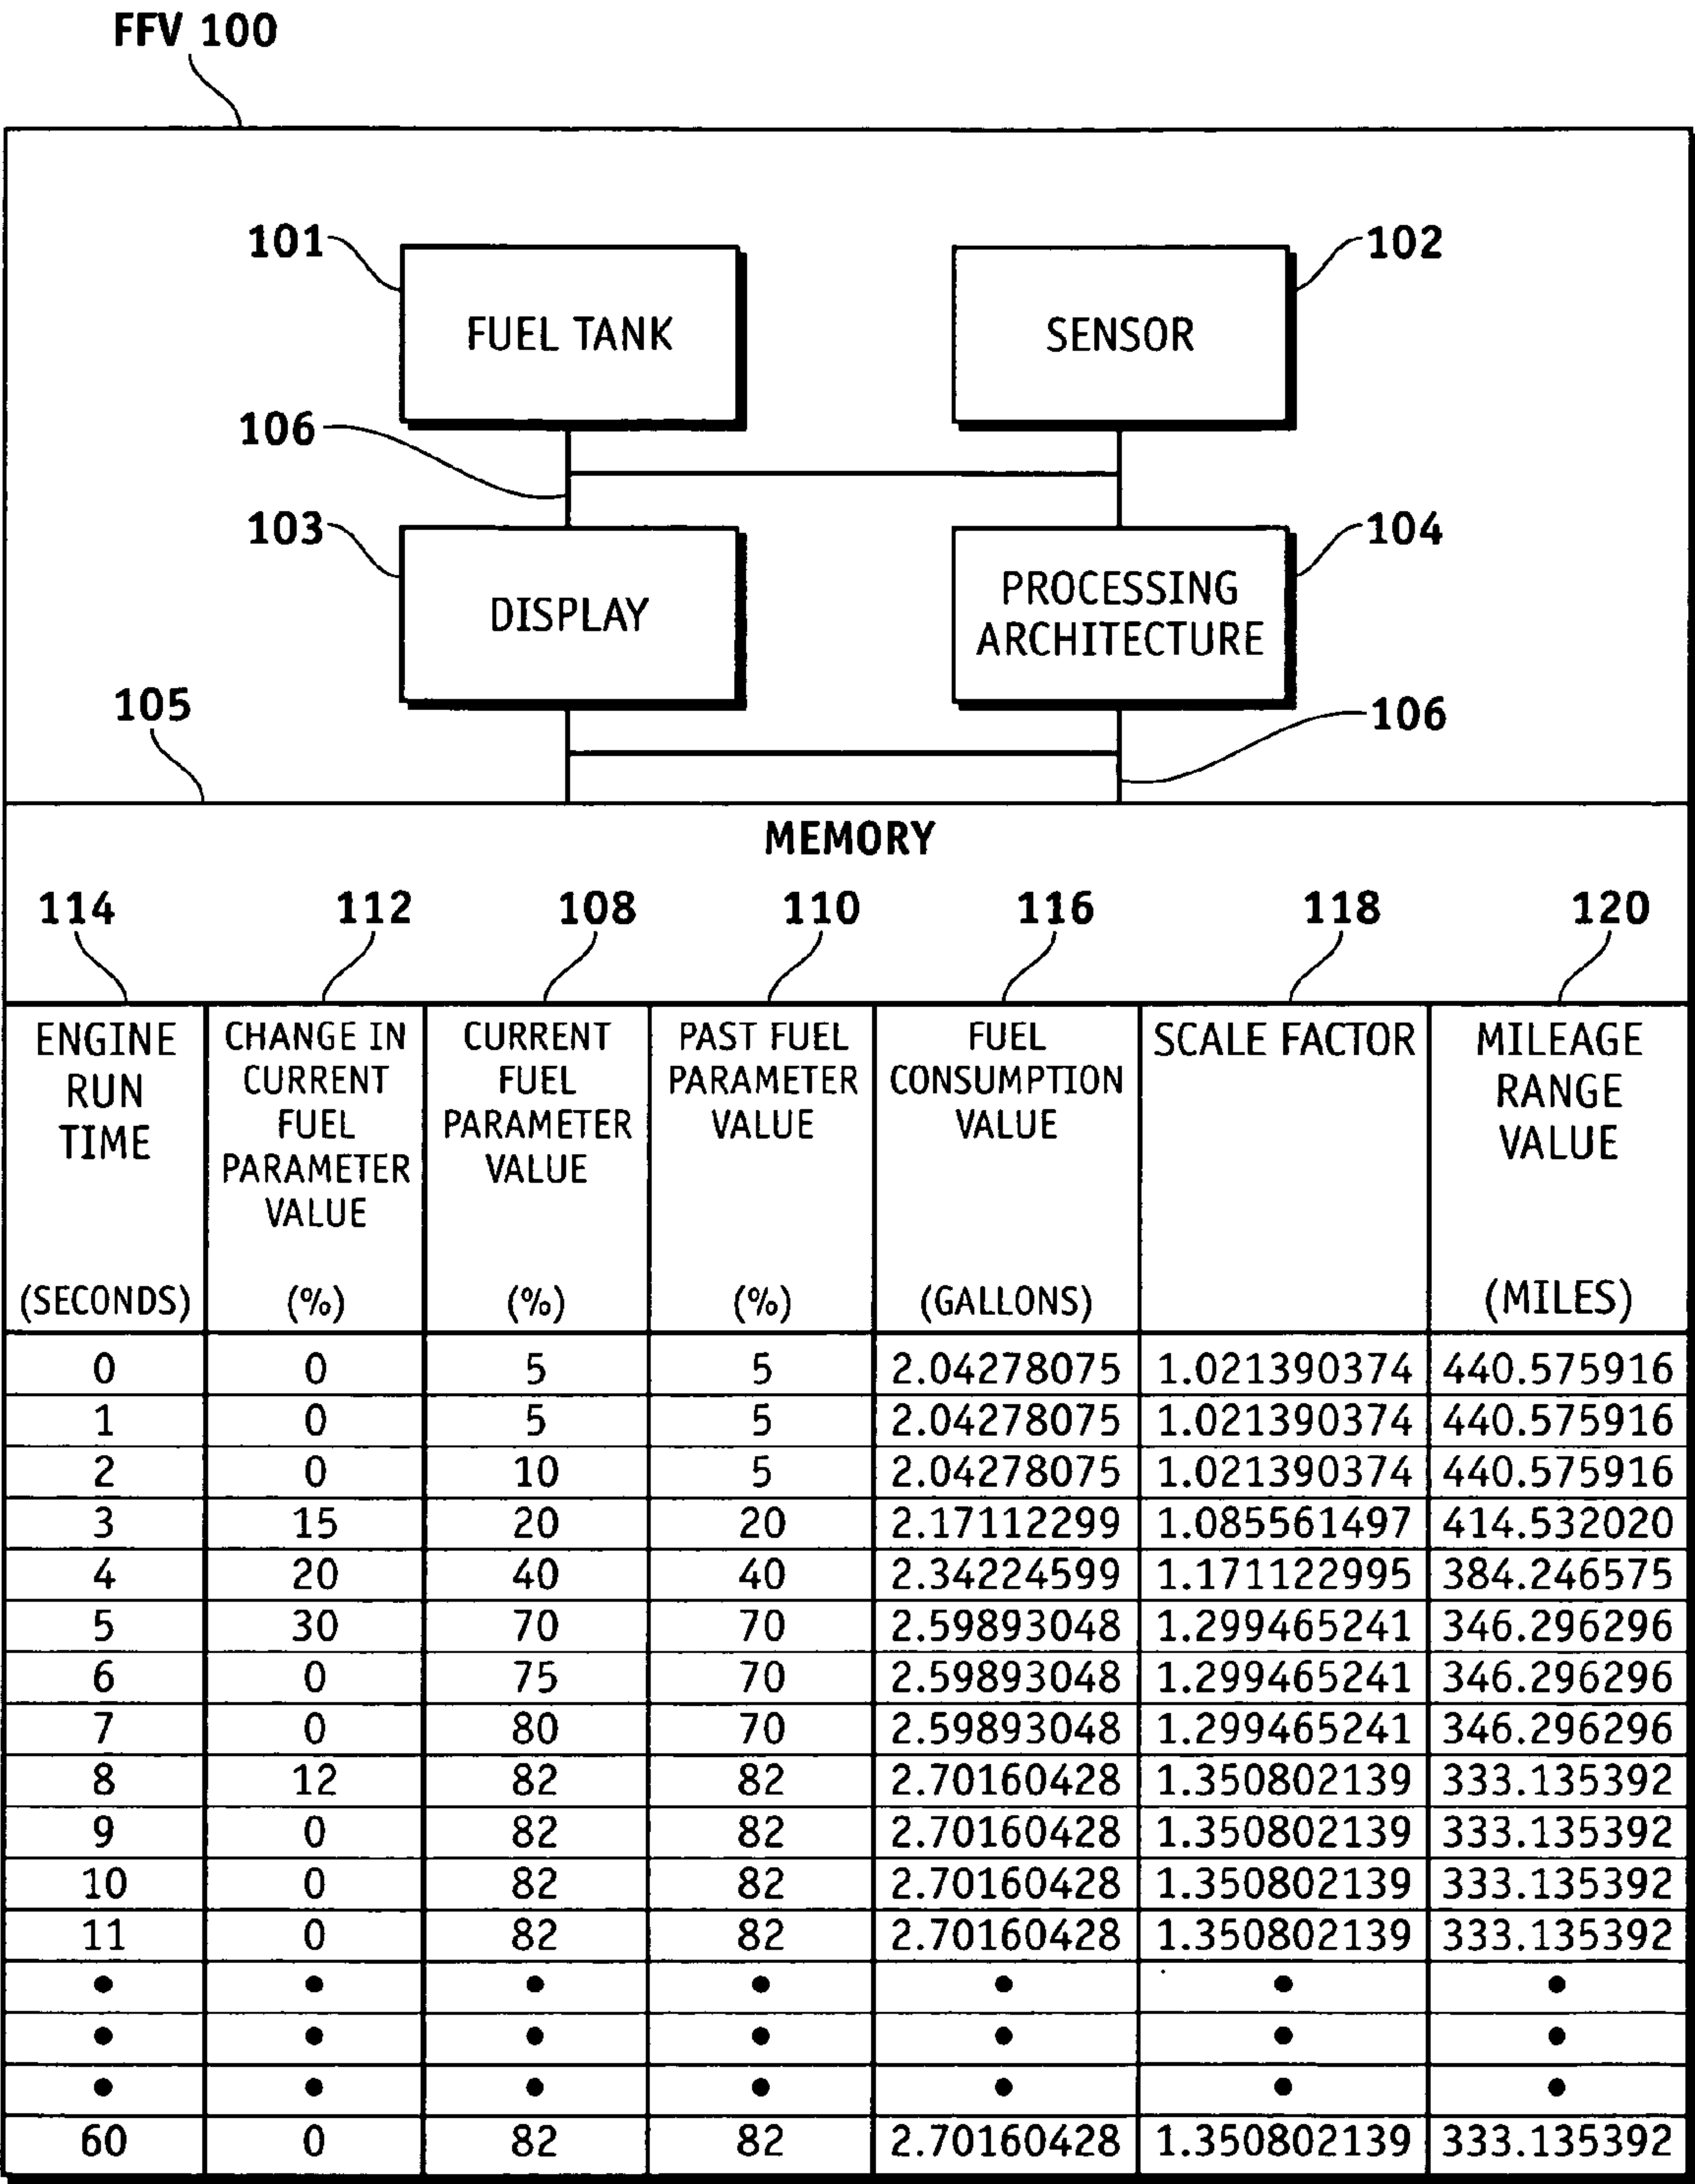 FFV 100
101
102
FUEL TANK
SENSOR
106
103
104
DISPLAY
PROCESSING
ARCHITECTURE
105
106
MEMORY
114 112 108 110 116 118 120
ENGINE
RUN
TIME
(SECONDS)
CHANGE IN
CURRENT
FUEL
PARAMETER
VALUE
(%)
CURRENT
FUEL
PARAMETER
VALUE
(%)
PAST FUEL
PARAMETER
VALUE
(%)
FUEL
CONSUMPTION
VALUE
(GALLONS)
SCALE FACTOR
MILEAGE
RANGE
VALUE
(MILES)
0 0 5 5 2.04278075 1.021390374 440.575916
1 0 5 5 2.04278075 1.021390374 440.575916
2 0 10 5 2.04278075 1.021390374 440.575916
3 15 20 20 2.17112299 1.085561497 414.532020
4 20 40 40 2.34224599 1.171122995 384.246575
5 30 70 70 2.59893048 1.299465241 346.296296
6 0 75 70 2.59893048 1.299465241 346.296296
7 0 80 70 2.59893048 1.299465241 346.296296
8 12 82 82 2.70160428 1.350802139 333.135392
9 0 82 82 2.70160428 1.350802139 333.135392
10 0 82 82 2.70160428 1.350802139 333.135392
11 0 82 82 2.70160428 1.350802139 333.135392
• • • • • • •
• • • • • • •
• • • • • • •
60 0 82 82 2.70160428 1.350802139 333.135392